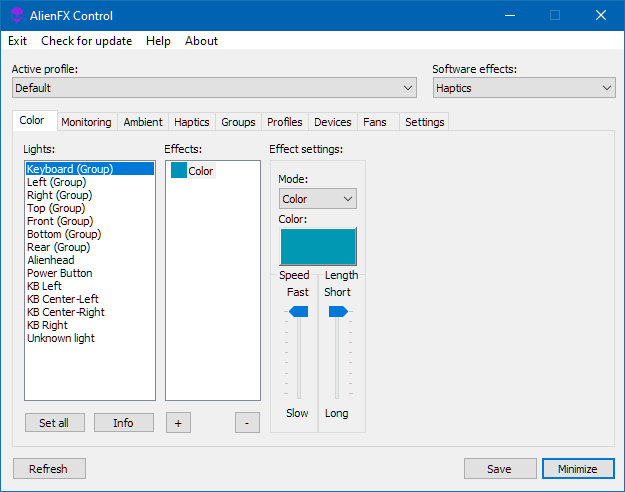 AlienFX Control
Exit Check for update Help About
Active profile: Software effects:
Default Haptics
Color Monitoring Ambient Haptics Groups Profiles Devices Fans Settings
Lights: Effects: Effect settings:
Keyboard (Group)
Left (Group)
Right (Group)
Top (Group)
Front (Group)
Bottom (Group)
Rear (Group)
Alienhead
Power Button
KB Left
KB Center-Left
KB Center-Right
KB Right
Unknown light
Color
Mode:
Color
Color:
Speed Length
Fast Short
Slow Long
Set all Info + -
Refresh Save Minimize